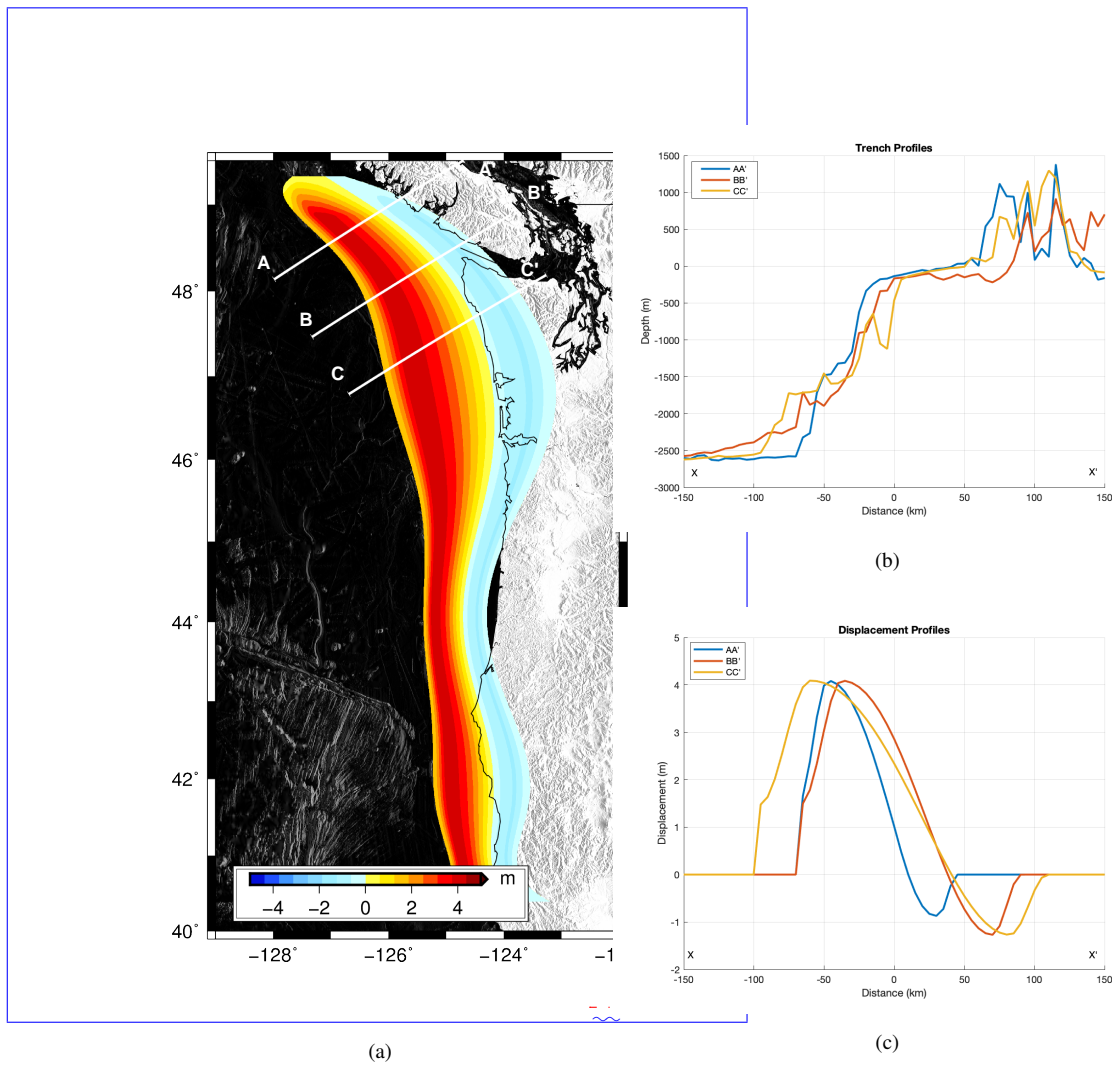 A
A'
B'
B
C'
C
48°
46°
44°
42°
40°
−128°
−126°
−124°
−1
m
−4 −2 0 2 4
(a)
Trench Profiles
AA'
BB'
CC'
Depth (m)
1500
1000
500
0
-500
-1000
-1500
-2000
-2500
-3000
X X'
-150 -100 -50 0 50 100 150
Distance (km)
(b)
Displacement Profiles
AA'
BB'
CC'
Displacement (m)
5
4
3
2
1
0
-1
-2
X X'
-150 -100 -50 0 50 100 150
Distance (km)
(c)